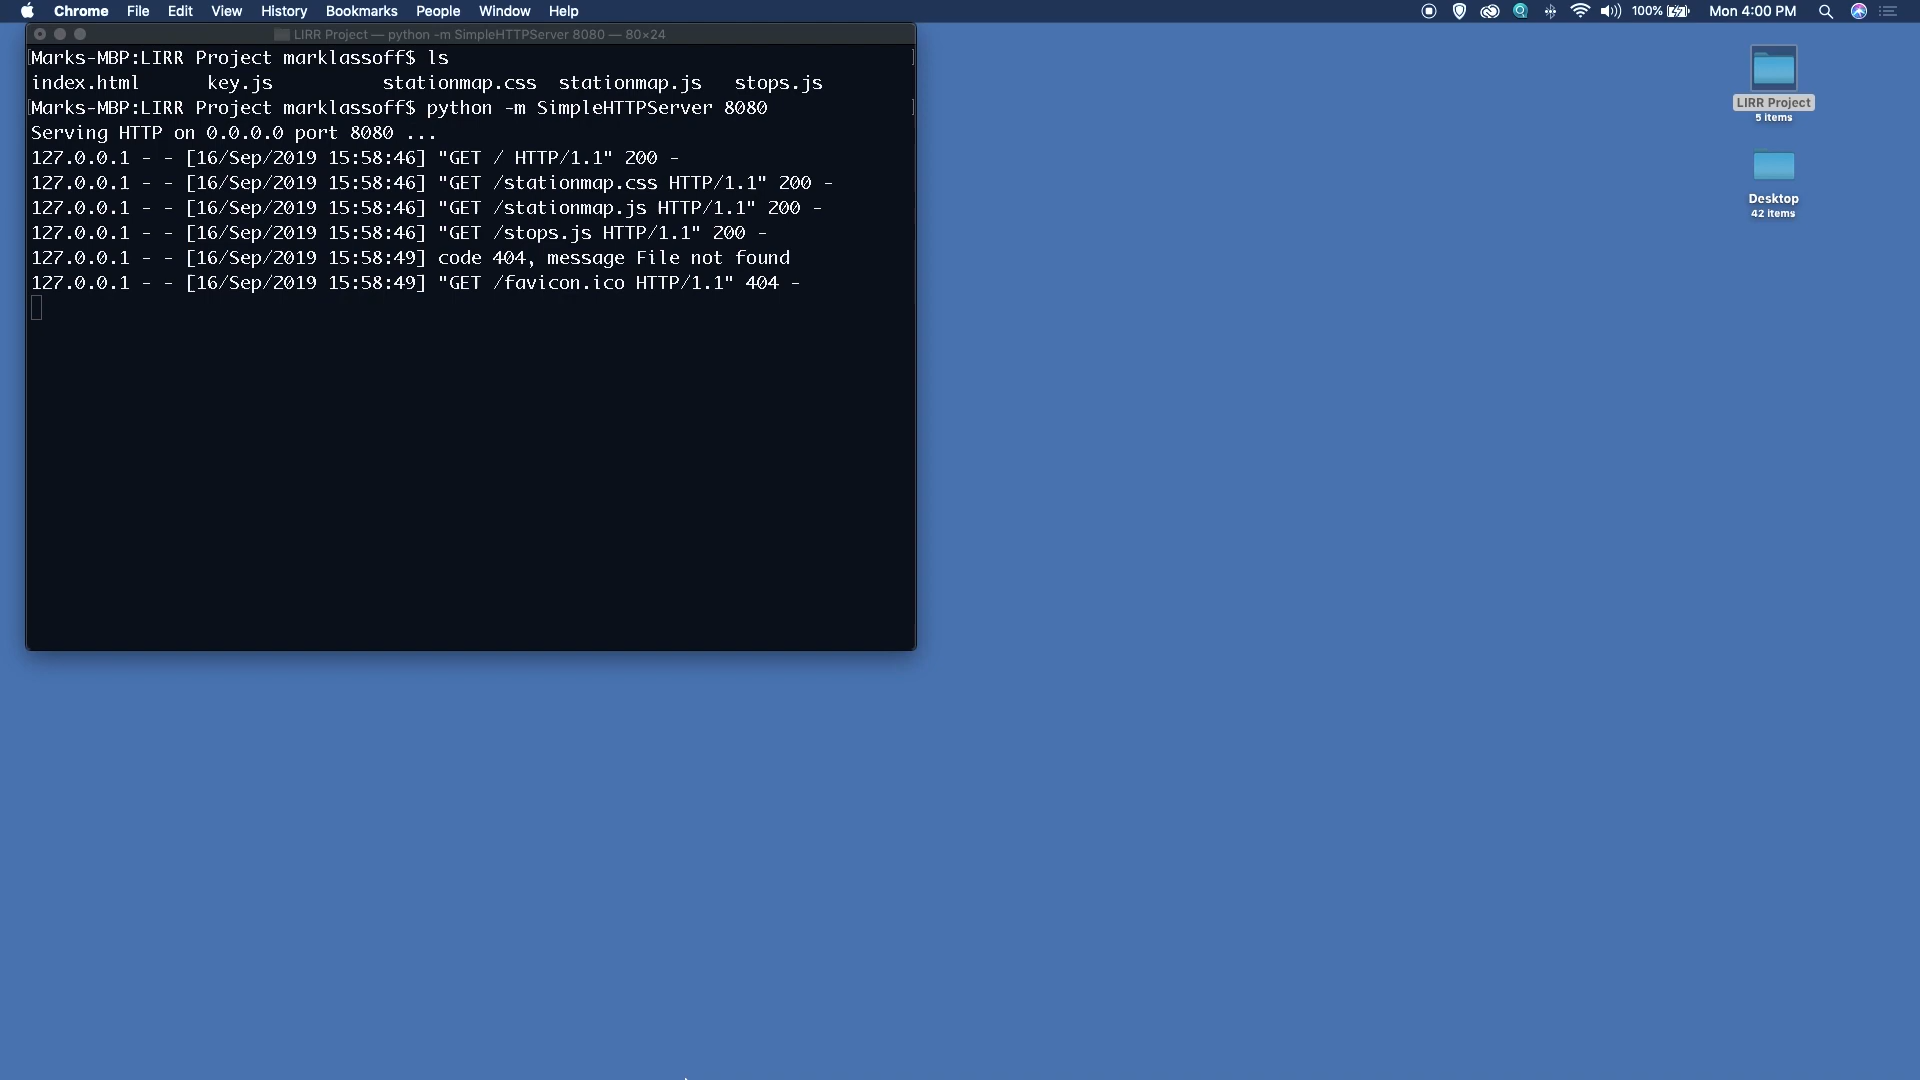 Chrome File Edit View History Bookmarks People Window Help 100% Mon 4:00 PM
LIRR Project — python -m SimpleHTTPServer 8080 — 80×24
[Marks-MBP:LIRR Project marklassoff$ ls ]
index.html key.js stationmap.css stationmap.js stops.js
[Marks-MBP:LIRR Project marklassoff$ python -m SimpleHTTPServer 8080 ]
Serving HTTP on 0.0.0.0 port 8080 ...
127.0.0.1 - - [16/Sep/2019 15:58:46] "GET / HTTP/1.1" 200 -
127.0.0.1 - - [16/Sep/2019 15:58:46] "GET /stationmap.css HTTP/1.1" 200 -
127.0.0.1 - - [16/Sep/2019 15:58:46] "GET /stationmap.js HTTP/1.1" 200 -
127.0.0.1 - - [16/Sep/2019 15:58:46] "GET /stops.js HTTP/1.1" 200 -
127.0.0.1 - - [16/Sep/2019 15:58:49] code 404, message File not found
127.0.0.1 - - [16/Sep/2019 15:58:49] "GET /favicon.ico HTTP/1.1" 404 -
LIRR Project
5 items
Desktop
42 items